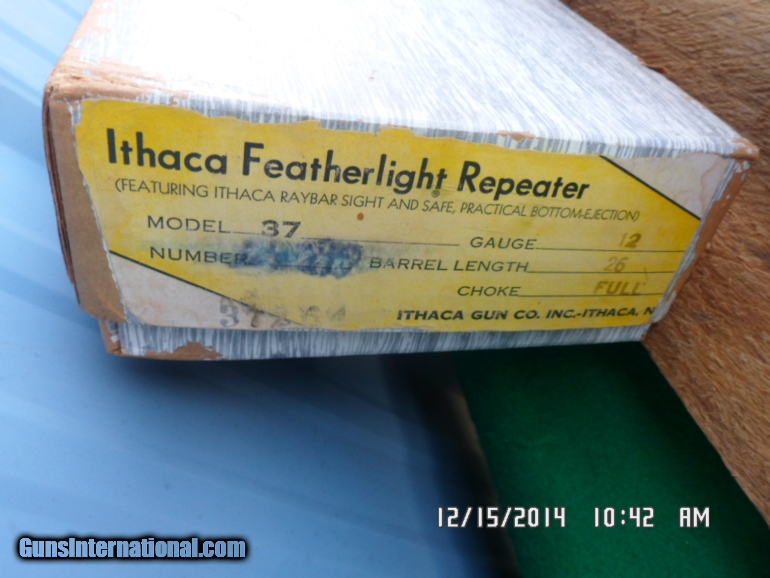 Ithaca Featherlight Repeater
(FEATURING ITHACA RAYBAR SIGHT AND SAFE, PRACTICAL BOTTOM-EJECTION)
MODEL 37 GAUGE 12
NUMBER BARREL LENGTH 26
CHOKE FULL
ITHACA GUN CO. INC.-ITHACA, N
12/15/2014 10:42 AM
GunsInternational.com